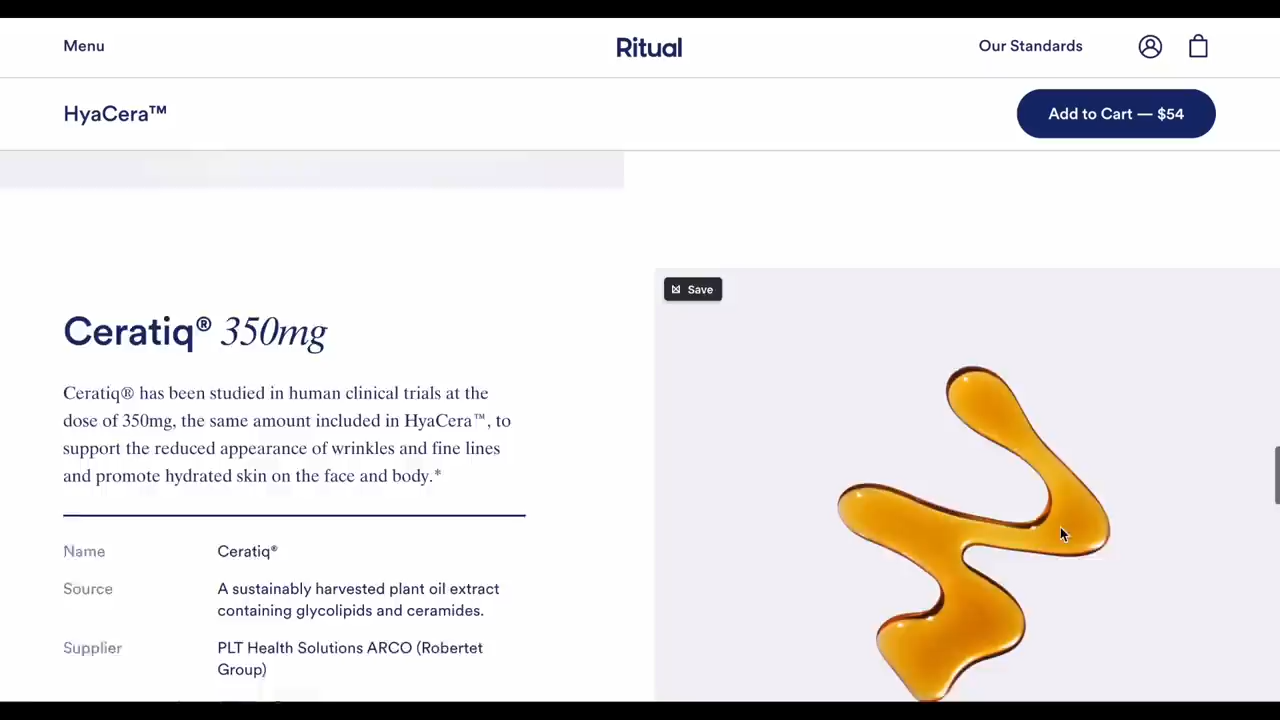 Menu
Ritual
Our Standards
HyaCera™
Add to Cart — $54
Save
Ceratiq® 350mg
Ceratiq® has been studied in human clinical trials at the
dose of 350mg, the same amount included in HyaCera™, to
support the reduced appearance of wrinkles and fine lines
and promote hydrated skin on the face and body.*
Name
Ceratiq®
Source
A sustainably harvested plant oil extract
containing glycolipids and ceramides.
Supplier
PLT Health Solutions ARCO (Robertet
Group)